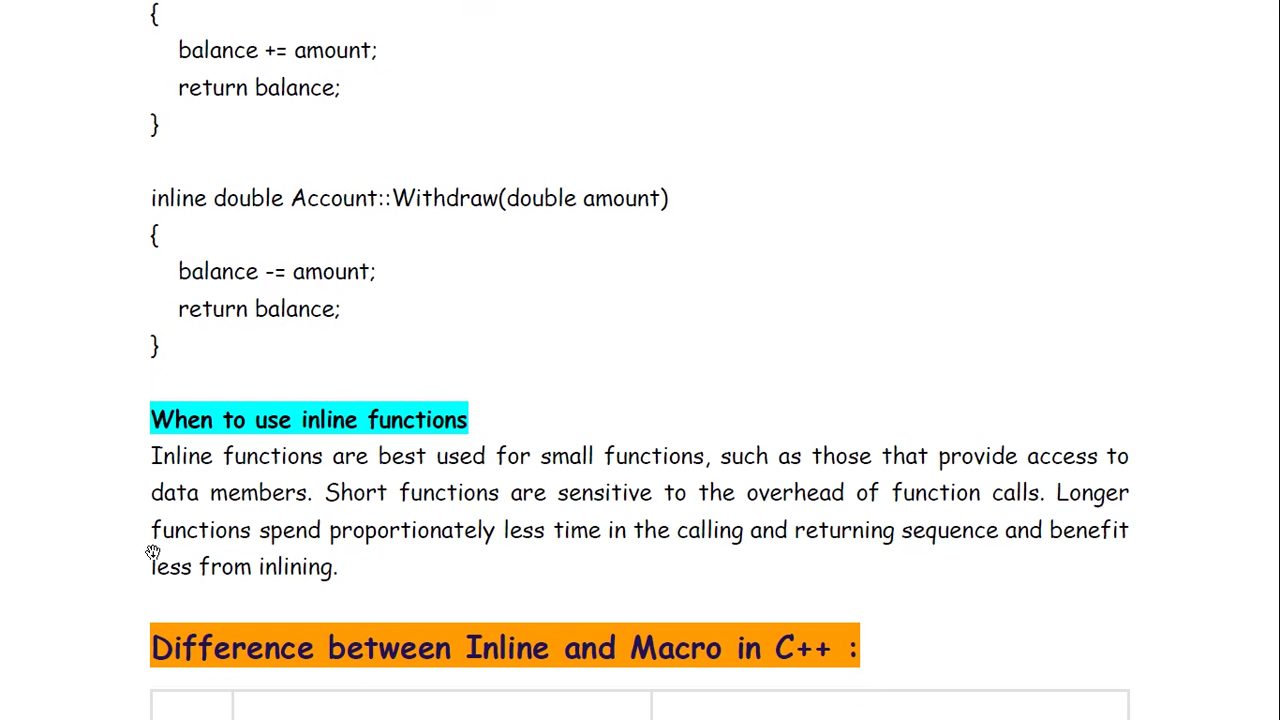 {
balance += amount;
return balance;
}
inline double Account::Withdraw(double amount)
{
balance -= amount;
return balance;
}
When to use inline functions
Inline functions are best used for small functions, such as those that provide access to
data members. Short functions are sensitive to the overhead of function calls. Longer
functions spend proportionately less time in the calling and returning sequence and benefit
less from inlining.
Difference between Inline and Macro in C++ :